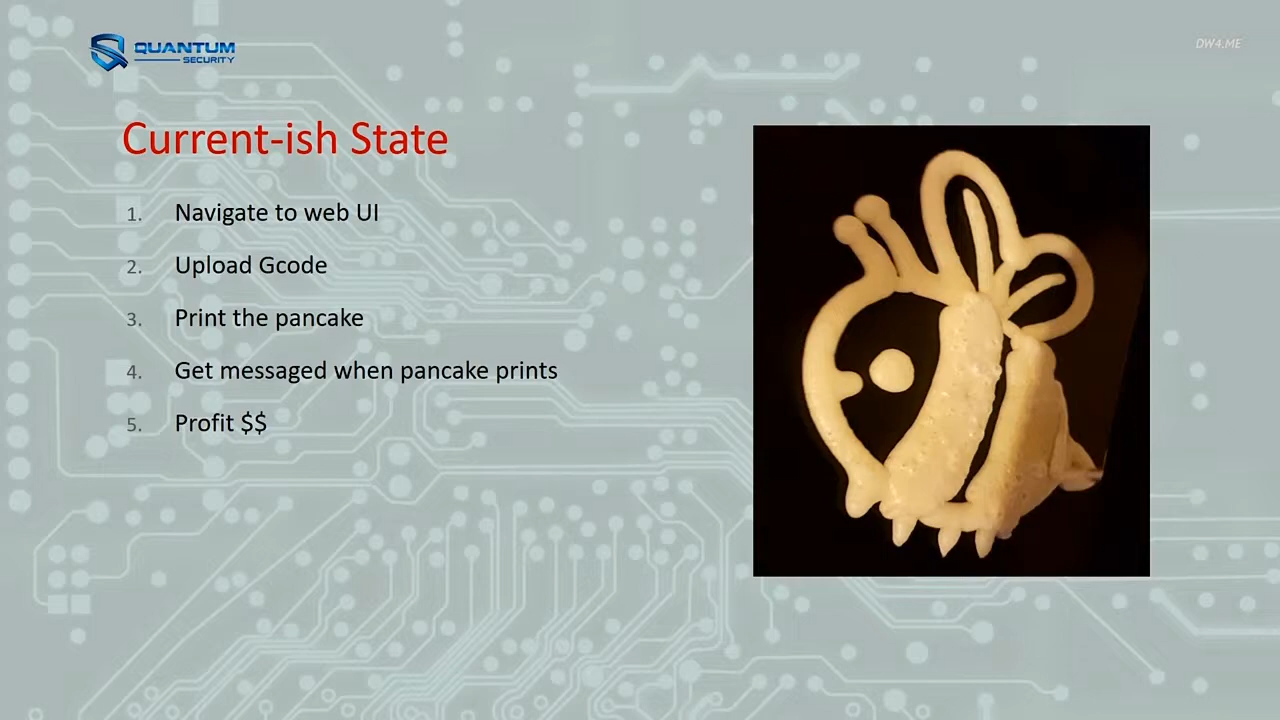 QUANTUM
SECURITY
DW4.ME
Current-ish State
1. Navigate to web UI
2. Upload Gcode
3. Print the pancake
4. Get messaged when pancake prints
5. Profit $$